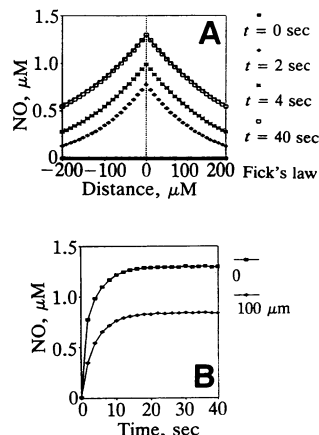 A
NO, μM
1.5
1.0
0.5
0
−200−100 0 100 200
Distance, μM
t = 0 sec
t = 2 sec
t = 4 sec
t = 40 sec
Fick's law
B
NO, μM
1.5
1.0
0.5
0
0 10 20 30 40
Time, sec
0
100 μm